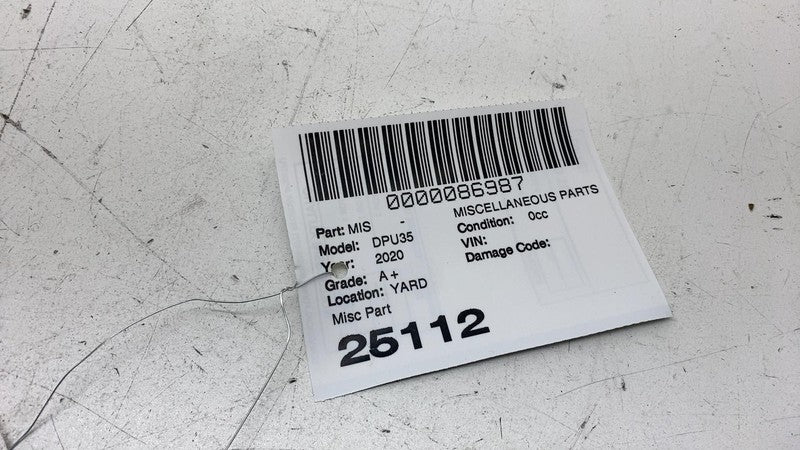 0000086987
Part: MIS - MISCELLANEOUS PARTS
Model: DPU35 Condition: 0cc
Year: 2020 VIN:
Grade: A+ Damage Code:
Location: YARD
Misc Part
25112